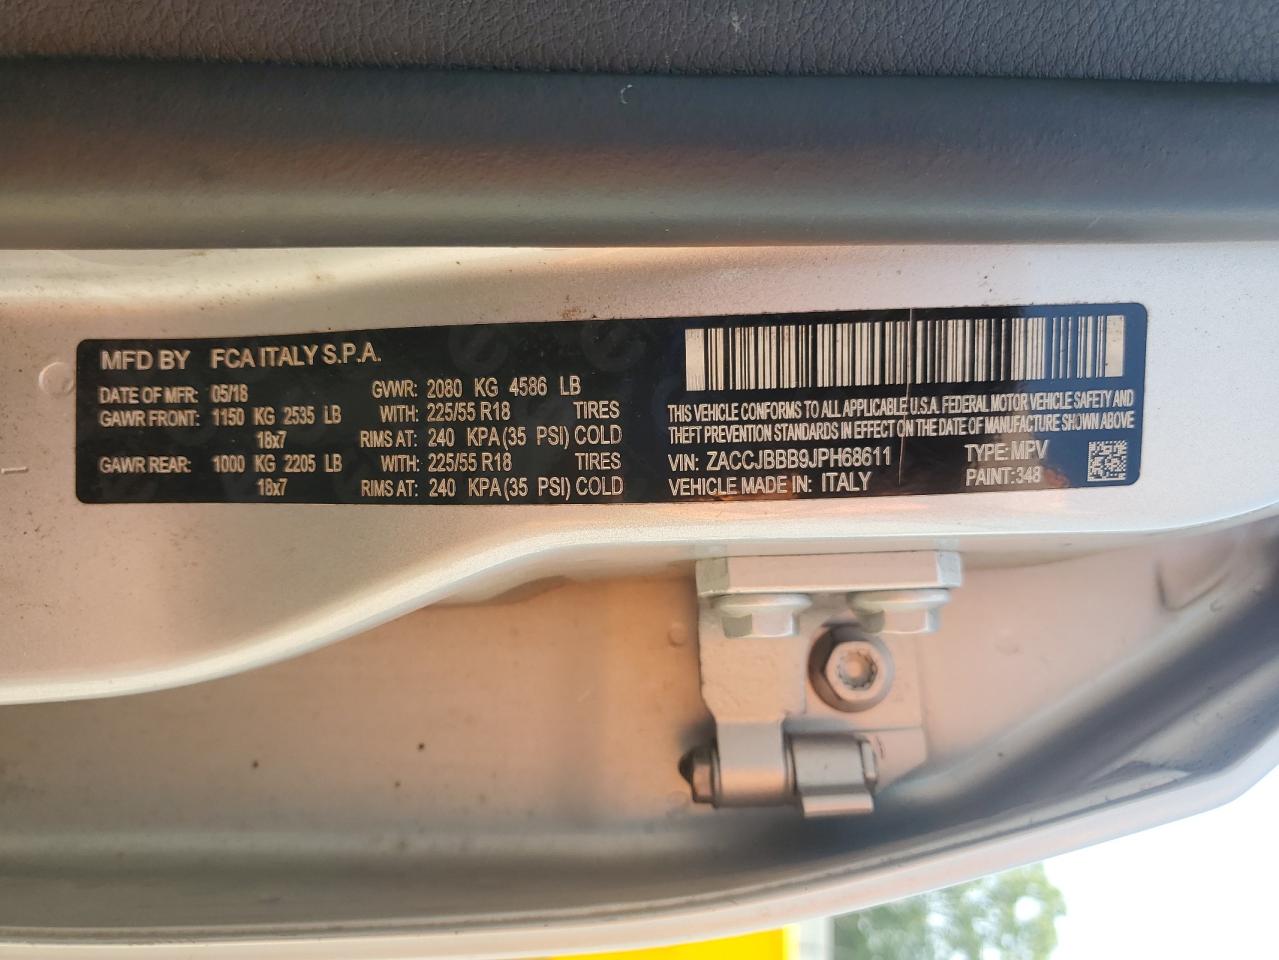 MFD BY FCA ITALY S.P.A.
DATE OF MFR: 05/18 GVWR: 2080 KG 4586 LB
GAWR FRONT: 1150 KG 2535 LB WITH: 225/55 R18 TIRES
18x7 RIMS AT: 240 KPA (35 PSI) COLD
GAWR REAR: 1000 KG 2205 LB WITH: 225/55 R18 TIRES
18x7 RIMS AT: 240 KPA (35 PSI) COLD
THIS VEHICLE CONFORMS TO ALL APPLICABLE U.S.A. FEDERAL MOTOR VEHICLE SAFETY AND
THEFT PREVENTION STANDARDS IN EFFECT ON THE DATE OF MANUFACTURE SHOWN ABOVE
VIN: ZACCJBBB9JPH68611 TYPE: MPV
VEHICLE MADE IN: ITALY PAINT: 348